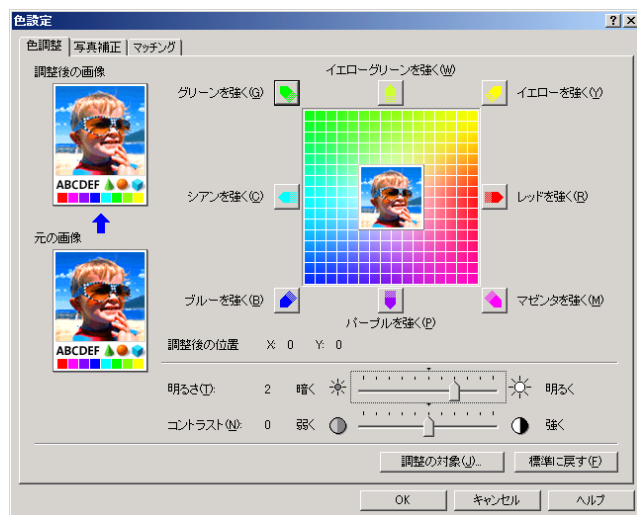 色設定
色調整 写真補正 マッチング
調整後の画像
イエローグリーンを強く(W)
グリーンを強く(G)
イエローを強く(Y)
ABCDEF
シアンを強く(C)
レッドを強く(R)
元の画像
ブルーを強く(B)
マゼンタを強く(M)
パープルを強く(P)
ABCDEF
調整後の位置 X: 0 Y: 0
明るさ(T): 2 暗く 明るく
コントラスト(N): 0 弱く 強く
調整の対象(J)... 標準に戻す(F)
OK キャンセル ヘルプ